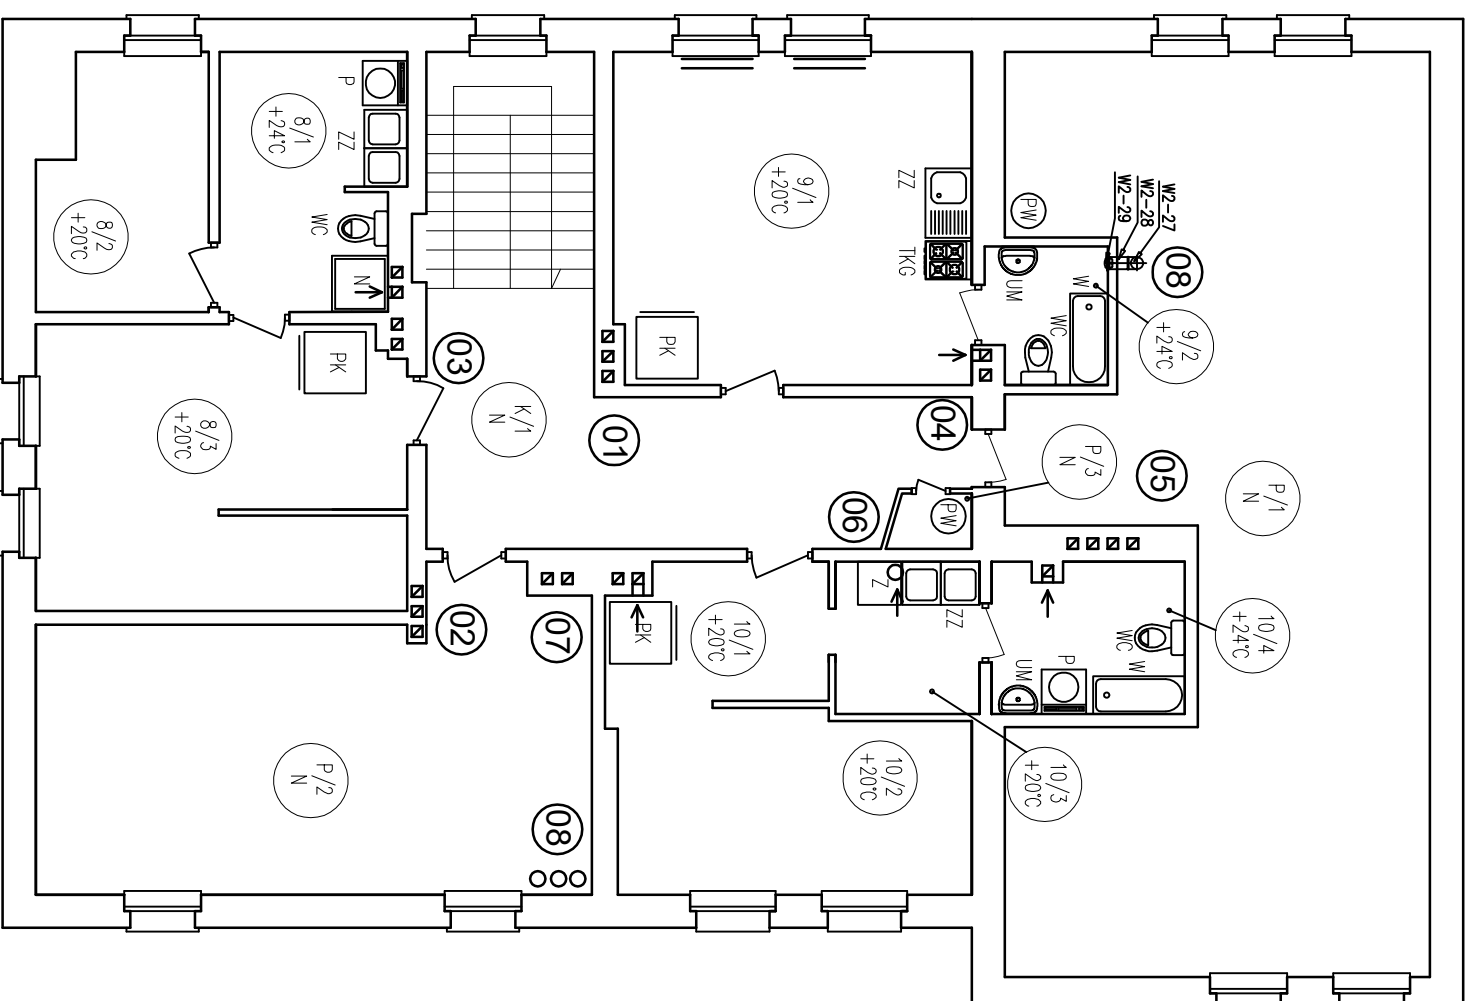 P
8/1
+24°C
ZZ
8/2
+20°C
WC
N
9/1
+20°C
ZZ
TKG
PW
W2-29
W2-28
W2-27
08
UM
W
WC
9/2
+24°C
8/3
+20°C
PK
03
K/1
N
PK
01
04
P/3
N
05
P/1
N
06
PW
02
07
PK
10/1
+20°C
Z
ZZ
10/4
+24°C
WC
W
P
UM
P/2
N
08
10/2
+20°C
10/3
+20°C